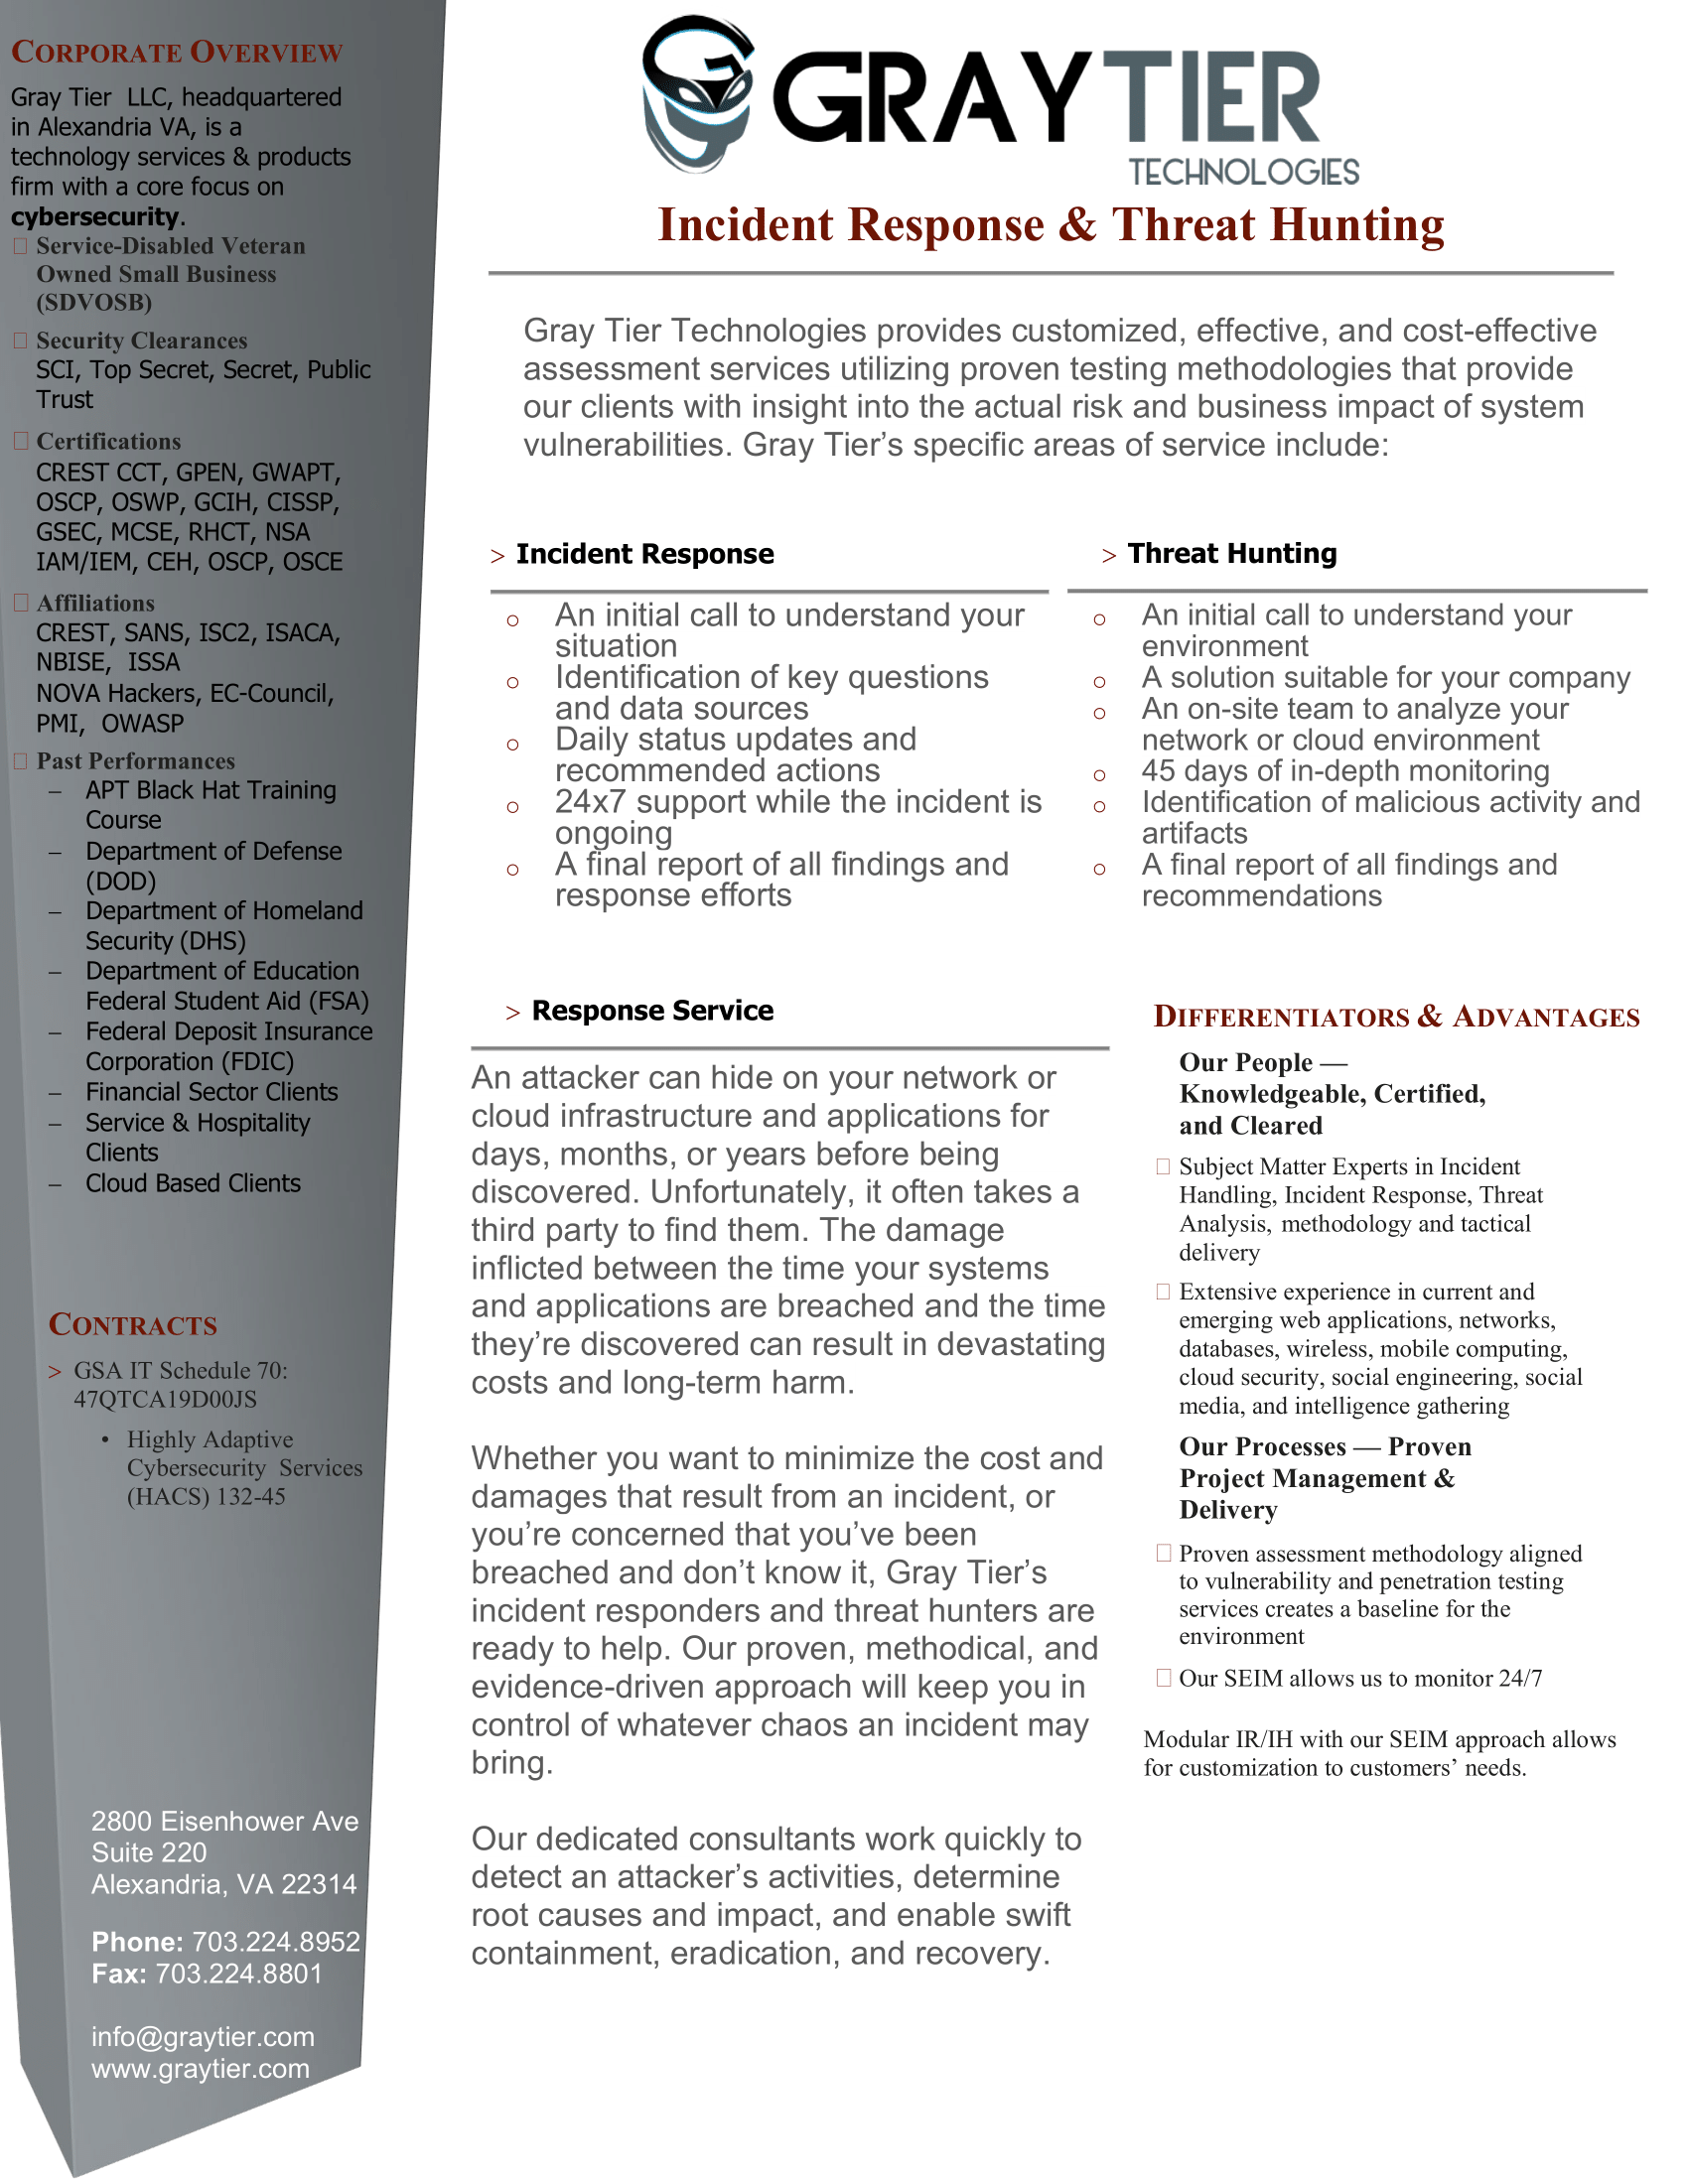 CORPORATE OVERVIEW
Gray Tier LLC, headquartered
in Alexandria VA, is a
technology services & products
firm with a core focus on
cybersecurity.
Service-Disabled Veteran
Owned Small Business
(SDVOSB)
Security Clearances
SCI, Top Secret, Secret, Public
Trust
Certifications
CREST CCT, GPEN, GWAPT,
OSCP, OSWP, GCIH, CISSP,
GSEC, MCSE, RHCT, NSA
IAM/IEM, CEH, OSCP, OSCE
Affiliations
CREST, SANS, ISC2, ISACA,
NBISE, ISSA
NOVA Hackers, EC-Council,
PMI, OWASP
Past Performances
– APT Black Hat Training
Course
– Department of Defense
(DOD)
– Department of Homeland
Security (DHS)
– Department of Education
Federal Student Aid (FSA)
– Federal Deposit Insurance
Corporation (FDIC)
– Financial Sector Clients
– Service & Hospitality
Clients
– Cloud Based Clients
CONTRACTS
> GSA IT Schedule 70:
47QTCA19D00JS
• Highly Adaptive
Cybersecurity Services
(HACS) 132-45
2800 Eisenhower Ave
Suite 220
Alexandria, VA 22314
Phone: 703.224.8952
Fax: 703.224.8801
info@graytier.com
www.graytier.com
GRAYTIER
TECHNOLOGIES
Incident Response & Threat Hunting
Gray Tier Technologies provides customized, effective, and cost-effective
assessment services utilizing proven testing methodologies that provide
our clients with insight into the actual risk and business impact of system
vulnerabilities. Gray Tier’s specific areas of service include:
> Incident Response
o An initial call to understand your
situation
o Identification of key questions
and data sources
o Daily status updates and
recommended actions
o 24x7 support while the incident is
ongoing
o A final report of all findings and
response efforts
> Threat Hunting
o An initial call to understand your
environment
o A solution suitable for your company
o An on-site team to analyze your
network or cloud environment
o 45 days of in-depth monitoring
o Identification of malicious activity and
artifacts
o A final report of all findings and
recommendations
> Response Service
An attacker can hide on your network or
cloud infrastructure and applications for
days, months, or years before being
discovered. Unfortunately, it often takes a
third party to find them. The damage
inflicted between the time your systems
and applications are breached and the time
they’re discovered can result in devastating
costs and long-term harm.
Whether you want to minimize the cost and
damages that result from an incident, or
you’re concerned that you’ve been
breached and don’t know it, Gray Tier’s
incident responders and threat hunters are
ready to help. Our proven, methodical, and
evidence-driven approach will keep you in
control of whatever chaos an incident may
bring.
Our dedicated consultants work quickly to
detect an attacker’s activities, determine
root causes and impact, and enable swift
containment, eradication, and recovery.
DIFFERENTIATORS & ADVANTAGES
Our People —
Knowledgeable, Certified,
and Cleared
Subject Matter Experts in Incident
Handling, Incident Response, Threat
Analysis, methodology and tactical
delivery
Extensive experience in current and
emerging web applications, networks,
databases, wireless, mobile computing,
cloud security, social engineering, social
media, and intelligence gathering
Our Processes — Proven
Project Management &
Delivery
Proven assessment methodology aligned
to vulnerability and penetration testing
services creates a baseline for the
environment
Our SEIM allows us to monitor 24/7
Modular IR/IH with our SEIM approach allows
for customization to customers’ needs.